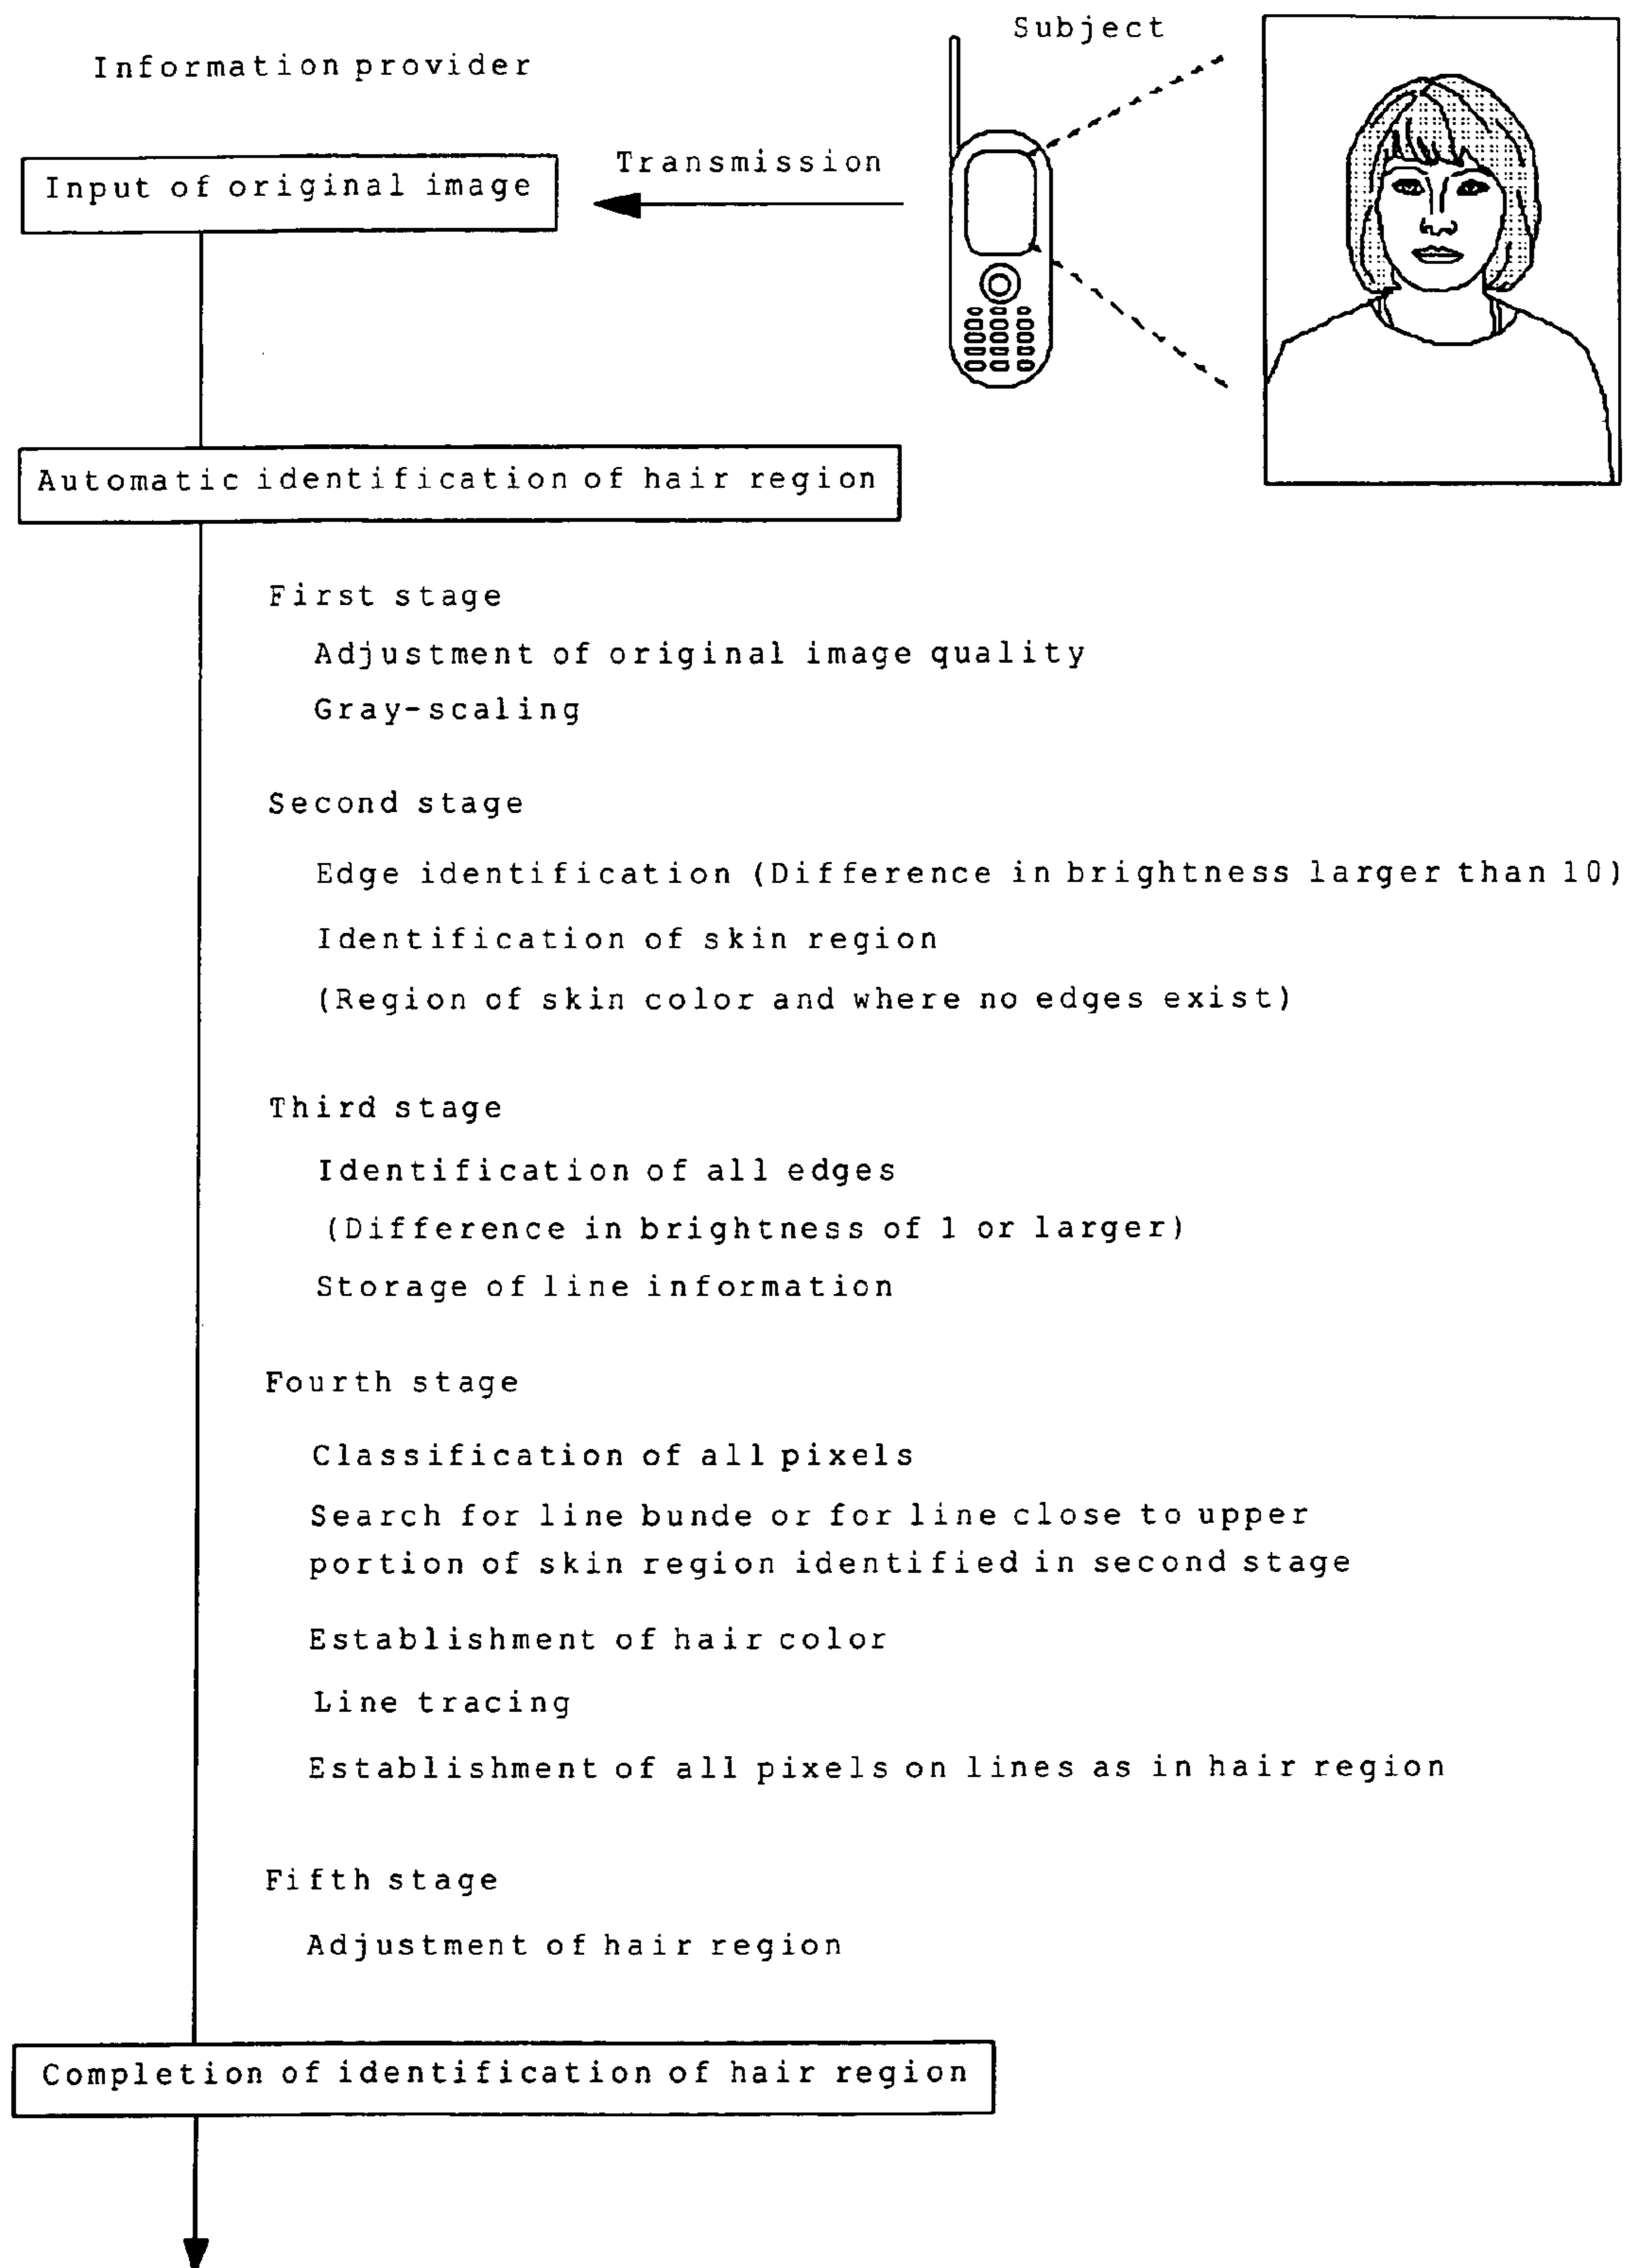 Subject
Information provider
Transmission
Input of original image
Automatic identification of hair region
First stage
Adjustment of original image quality
Gray-scaling
Second stage
Edge identification (Difference in brightness larger than 10)
Identification of skin region
(Region of skin color and where no edges exist)
Third stage
Identification of all edges
(Difference in brightness of 1 or larger)
Storage of line information
Fourth stage
Classification of all pixels
Search for line bunde or for line close to upper
portion of skin region identified in second stage
Establishment of hair color
Line tracing
Establishment of all pixels on lines as in hair region
Fifth stage
Adjustment of hair region
Completion of identification of hair region